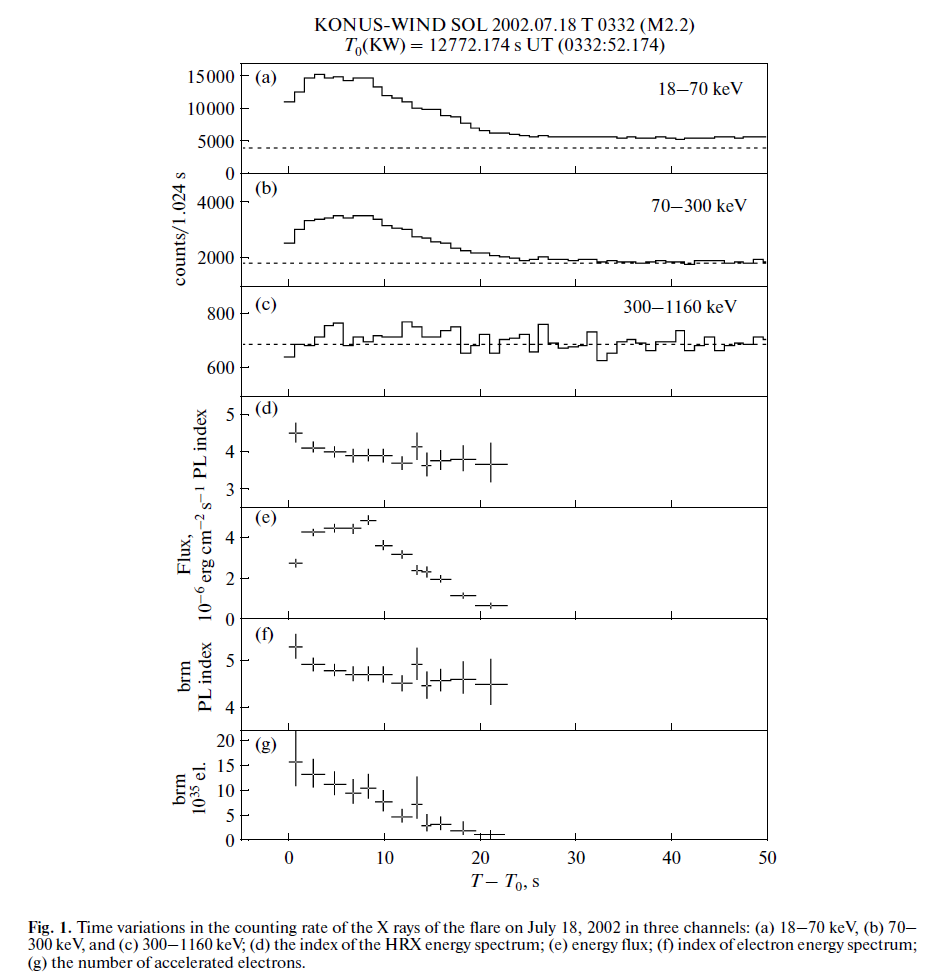 KONUS-WIND SOL 2002.07.18 T 0332 (M2.2)
T0(KW) = 12772.174 s UT (0332:52.174)
(a)
18–70 keV
15000
10000
5000
0
(b)
70–300 keV
4000
2000
counts/1.024 s
(c)
300–1160 keV
800
600
(d)
5
4
3
PL index
(e)
4
2
0
Flux,
10−6 erg cm−2 s−1
(f)
5
4
brm
PL index
(g)
20
15
10
5
0
brm
1035 el.
0 10 20 30 40 50
T – T0, s
Fig. 1. Time variations in the counting rate of the X rays of the flare on July 18, 2002 in three channels: (a) 18–70 keV, (b) 70–
300 keV, and (c) 300–1160 keV; (d) the index of the HRX energy spectrum; (e) energy flux; (f) index of electron energy spectrum;
(g) the number of accelerated electrons.